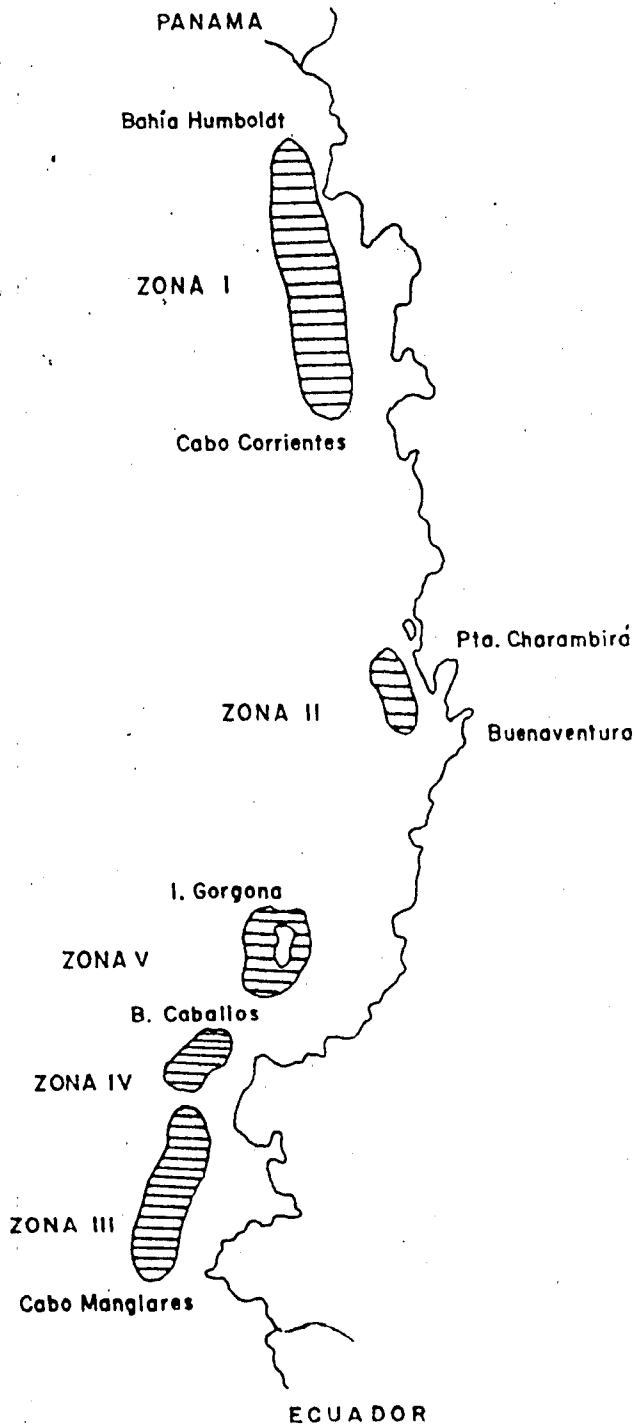 PANAMA
Bahía Humboldt
ZONA I
Cabo Corrientes
Pta. Charambirá
ZONA II
Buenaventura
I. Gorgona
ZONA V
B. Caballos
ZONA IV
ZONA III
Cabo Manglares
ECUADOR